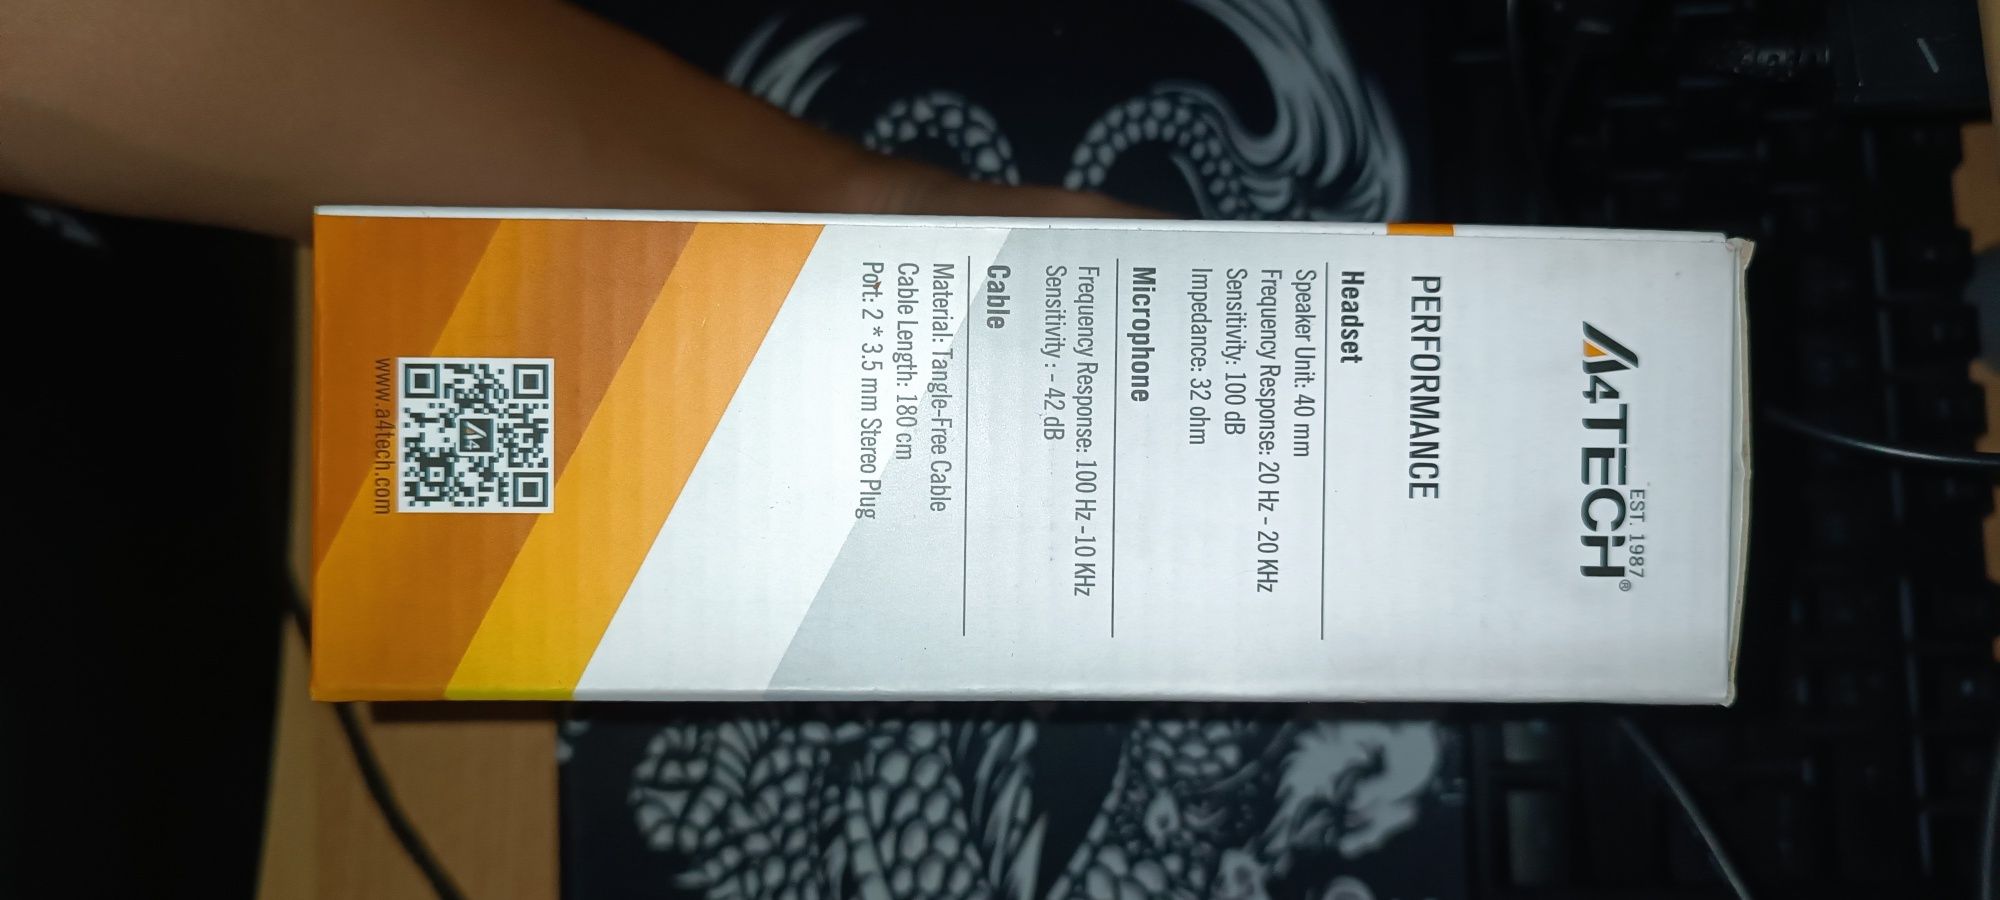 A4TECH®
EST. 1987
PERFORMANCE
Headset
Speaker Unit: 40 mm
Frequency Response: 20 Hz - 20 KHz
Sensitivity: 100 dB
Impedance: 32 ohm
Microphone
Frequency Response: 100 Hz -10 KHz
Sensitivity : - 42 dB
Cable
Material: Tangle-Free Cable
Cable Length: 180 cm
Port: 2 * 3.5 mm Stereo Plug
A4
www.a4tech.com